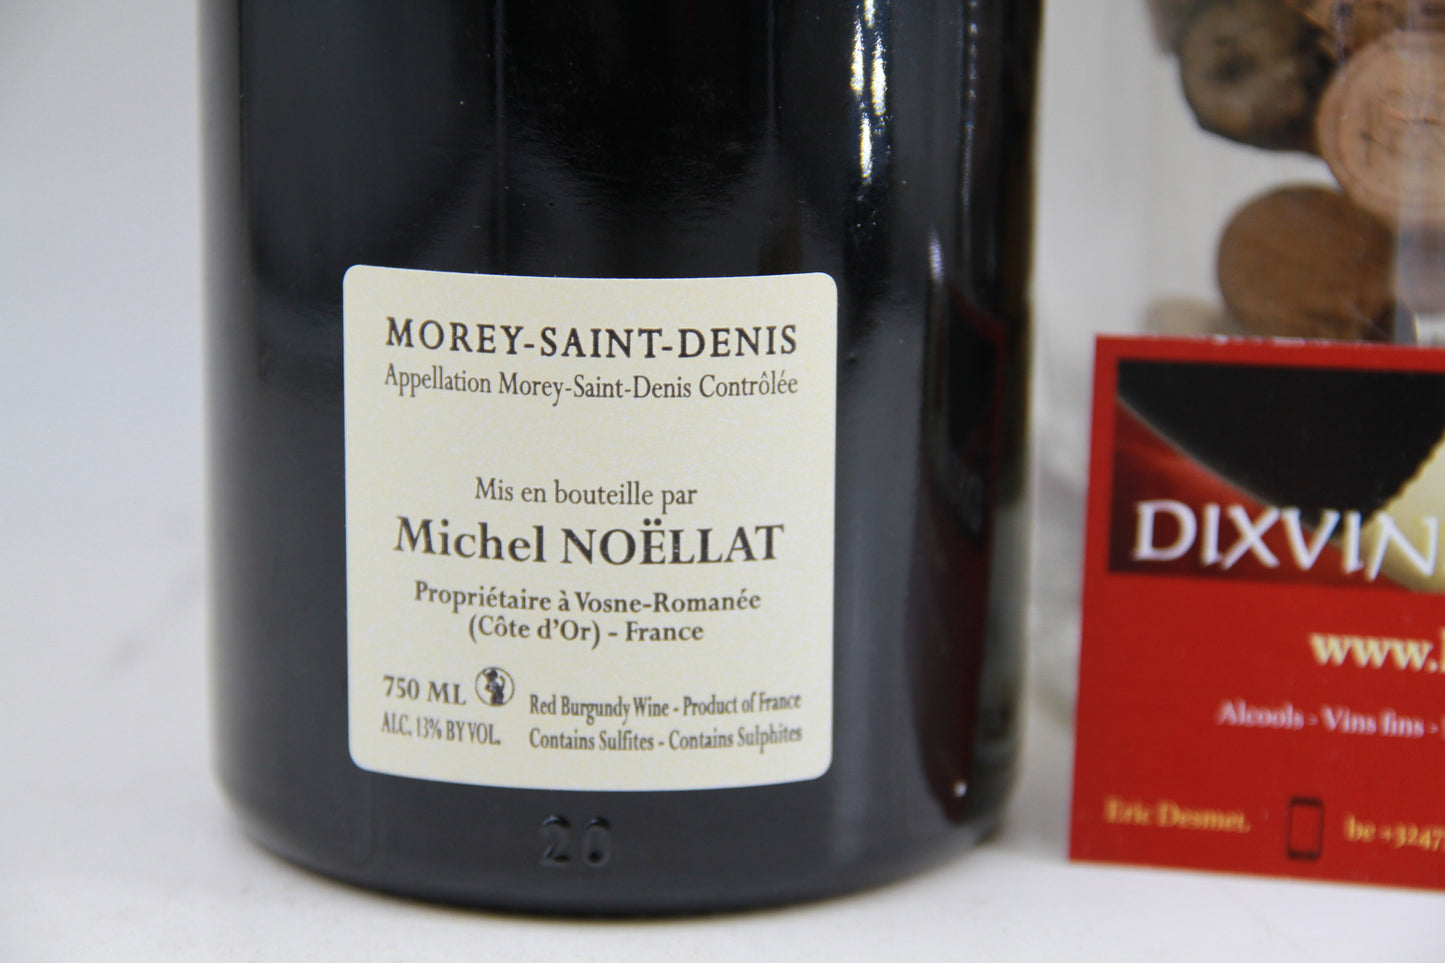 MOREY-SAINT-DENIS
Appellation Morey-Saint-Denis Contrôlée
Mis en bouteille par
Michel NOËLLAT
Propriétaire à Vosne-Romanée
(Côte d'Or) - France
750 ML
ALC. 13% BY VOL.
Red Burgundy Wine - Product of France
Contains Sulfites - Contains Sulphites
20
DIXVIN
www.
Alcools - Vins fins -
Eric Desmet.
be +3247